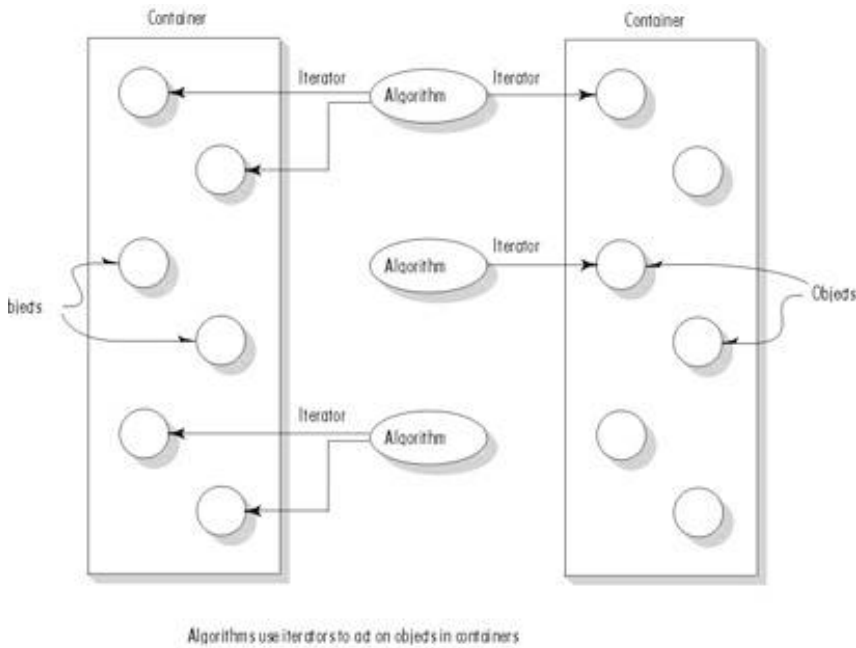 Container
Container
Iterator
Algorithm
Iterator
Algorithm
Iterator
bjects
Objects
Iterator
Algorithm
Algorithms use iterators to act on objects in containers